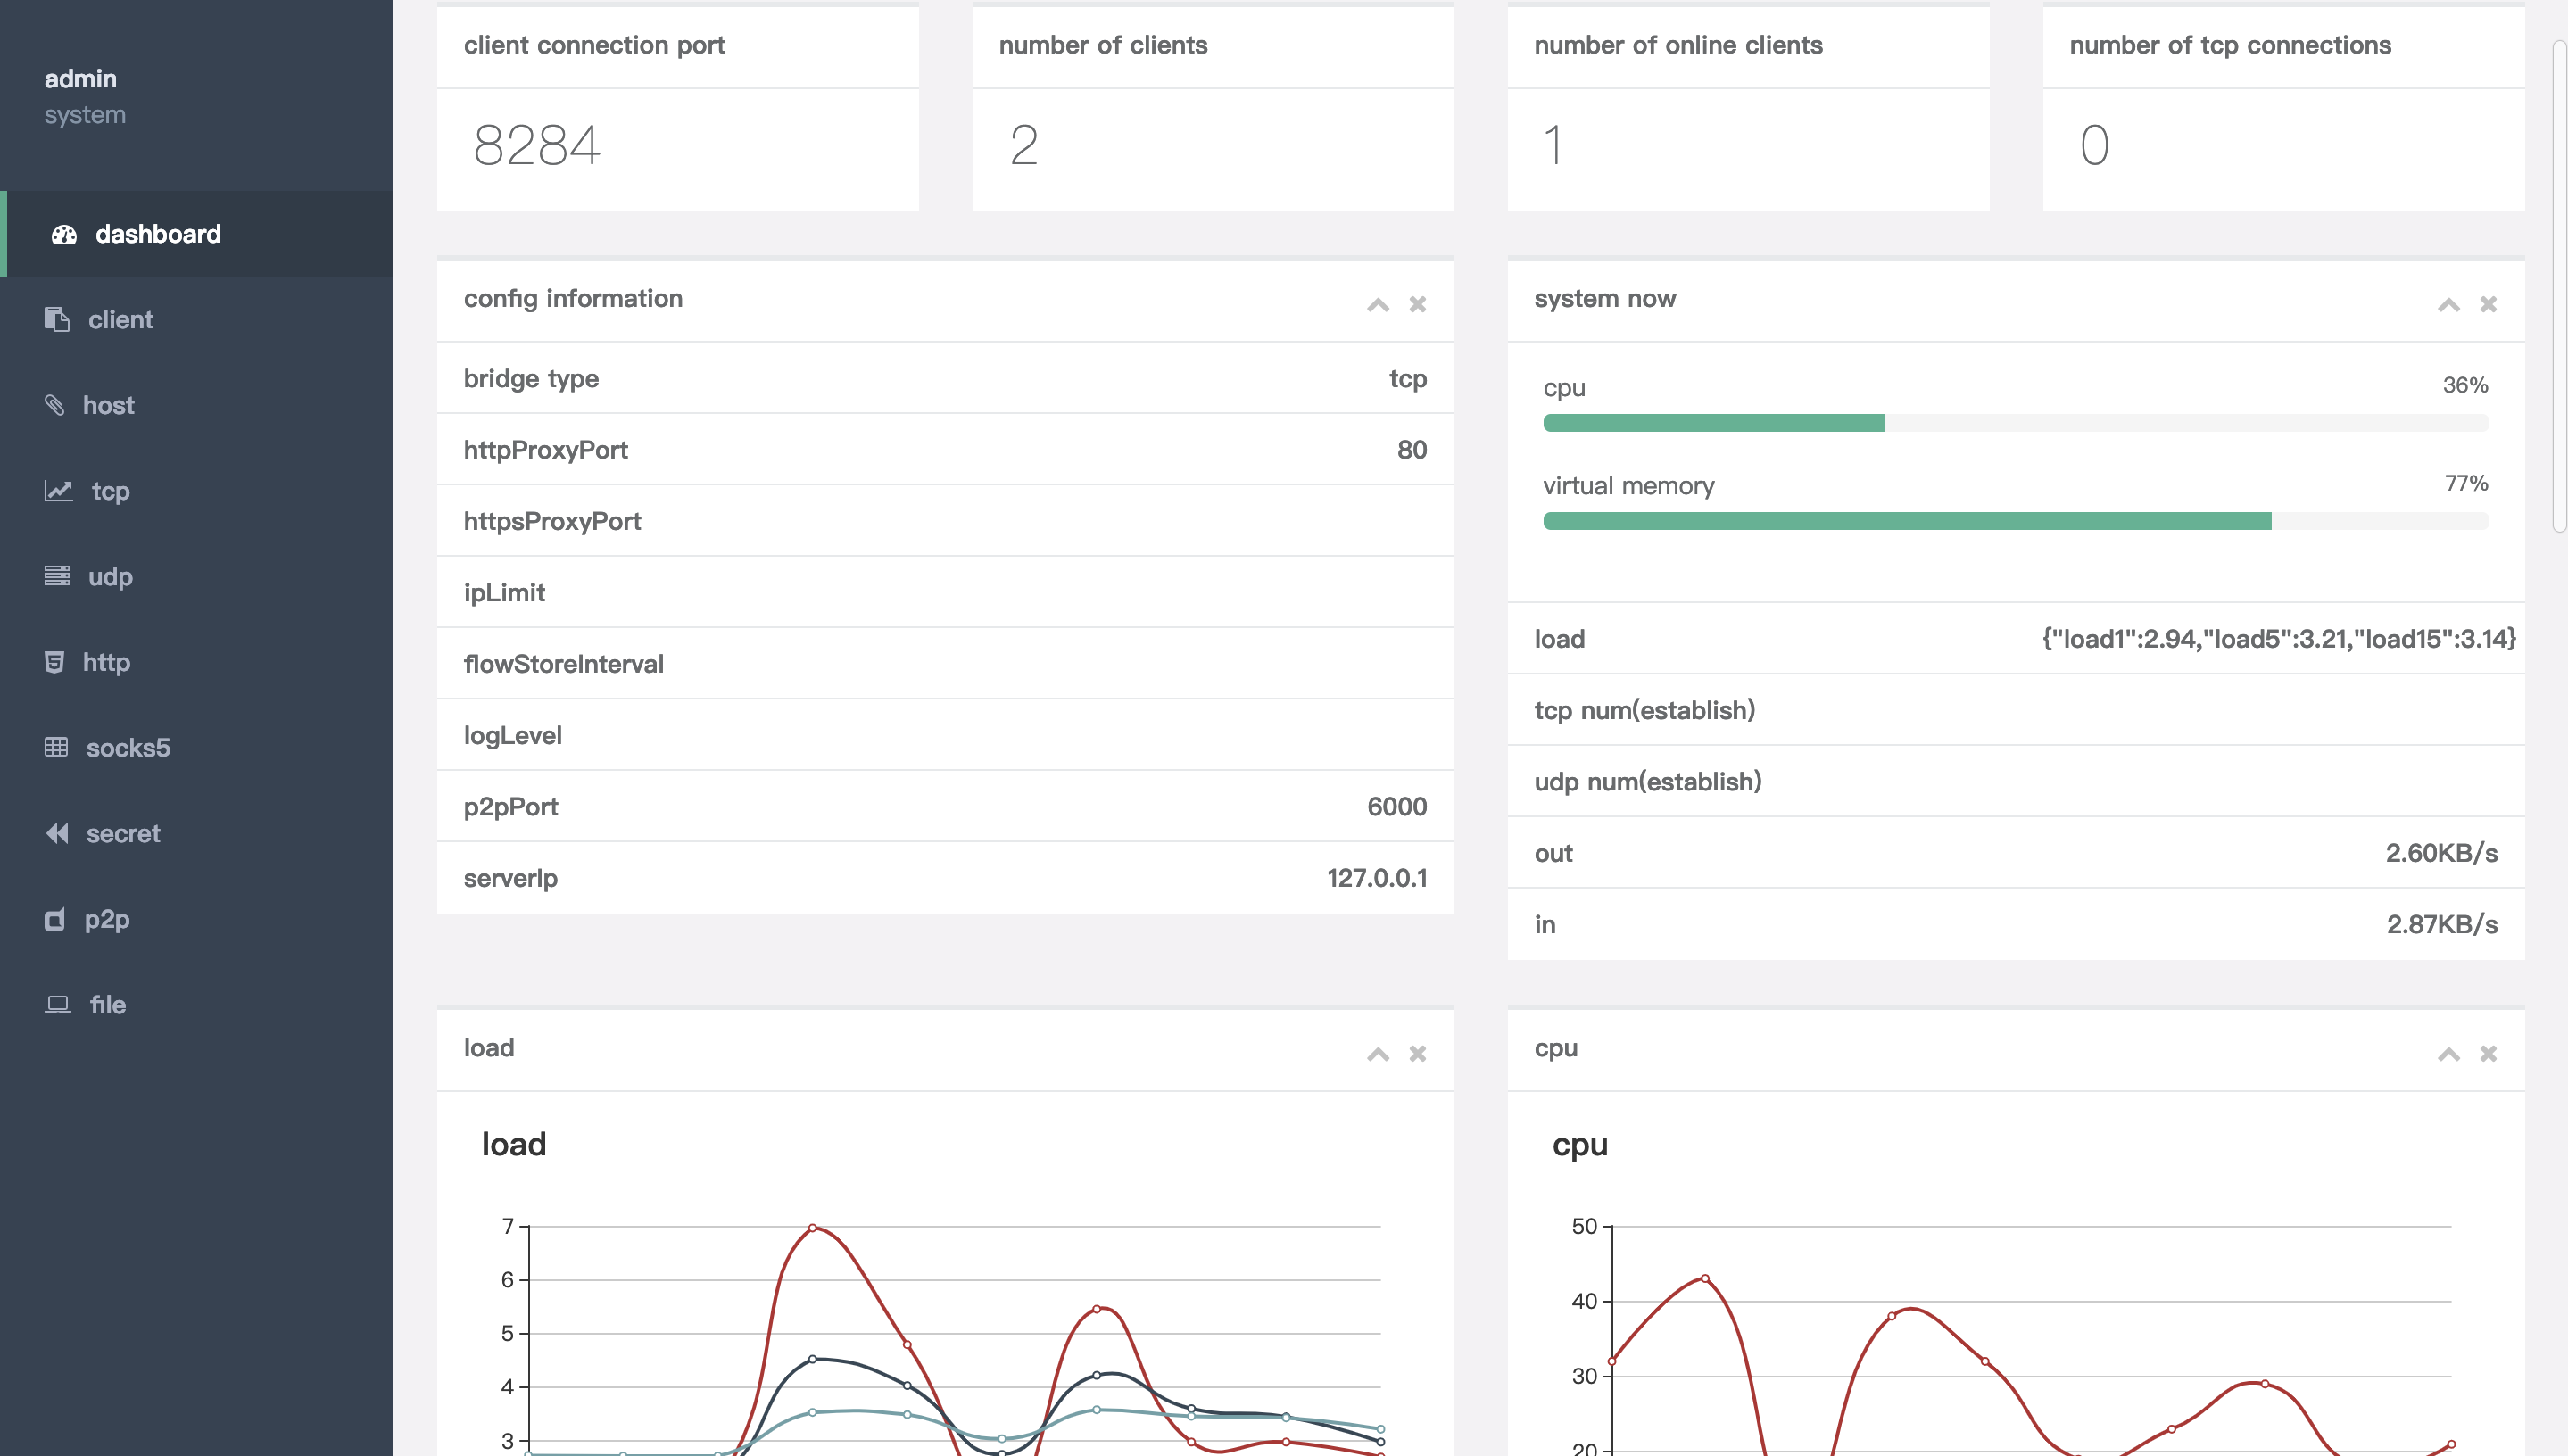 admin
system
dashboard
client
host
tcp
udp
http
socks5
secret
p2p
file
client connection port
8284
number of clients
2
number of online clients
1
number of tcp connections
0
config information
bridge type tcp
httpProxyPort 80
httpsProxyPort
ipLimit
flowStoreInterval
logLevel
p2pPort 6000
serverIp 127.0.0.1
system now
cpu 36%
virtual memory 77%
load {"load1":2.94,"load5":3.21,"load15":3.14}
tcp num(establish)
udp num(establish)
out 2.60KB/s
in 2.87KB/s
load
load
7
6
5
4
3
cpu
cpu
50
40
30
20